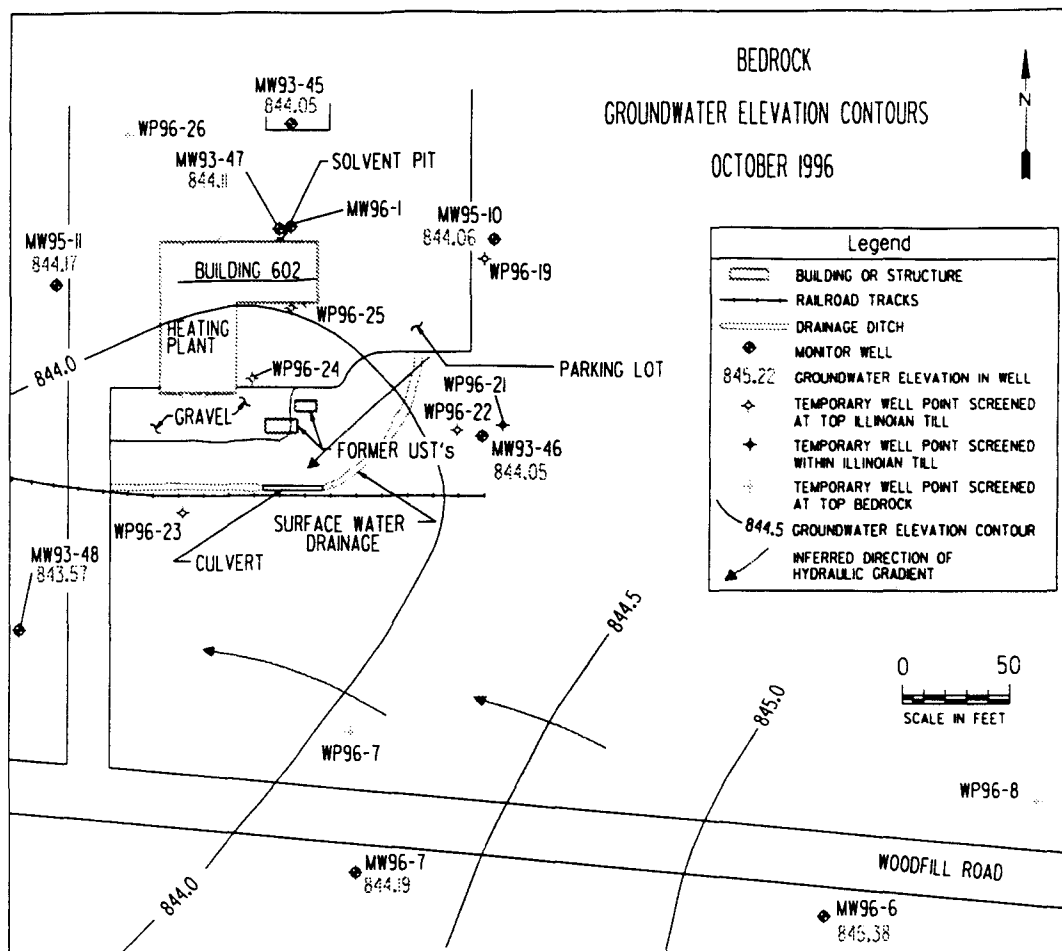 BEDROCK
GROUNDWATER ELEVATION CONTOURS
OCTOBER 1996
N
MW93-45
844.05
WP96-26
MW93-47
844.11
SOLVENT PIT
MW96-1
MW95-10
844.06
WP96-19
MW95-11
844.17
BUILDING 602
HEATING
PLANT
WP96-25
844.0
WP96-24
PARKING LOT
GRAVEL
WP96-21
WP96-22
FORMER UST's
MW93-46
844.05
WP96-23
SURFACE WATER
DRAINAGE
CULVERT
MW93-48
843.57
844.5
845.0
WP96-7
WP96-8
844.0
MW96-7
844.19
WOODFILL ROAD
MW96-6
845.38
Legend
BUILDING OR STRUCTURE
RAILROAD TRACKS
DRAINAGE DITCH
MONITOR WELL
845.22 GROUNDWATER ELEVATION IN WELL
TEMPORARY WELL POINT SCREENED
AT TOP ILLINOIAN TILL
TEMPORARY WELL POINT SCREENED
WITHIN ILLINOIAN TILL
TEMPORARY WELL POINT SCREENED
AT TOP BEDROCK
844.5 GROUNDWATER ELEVATION CONTOUR
INFERRED DIRECTION OF
HYDRAULIC GRADIENT
0 50
SCALE IN FEET